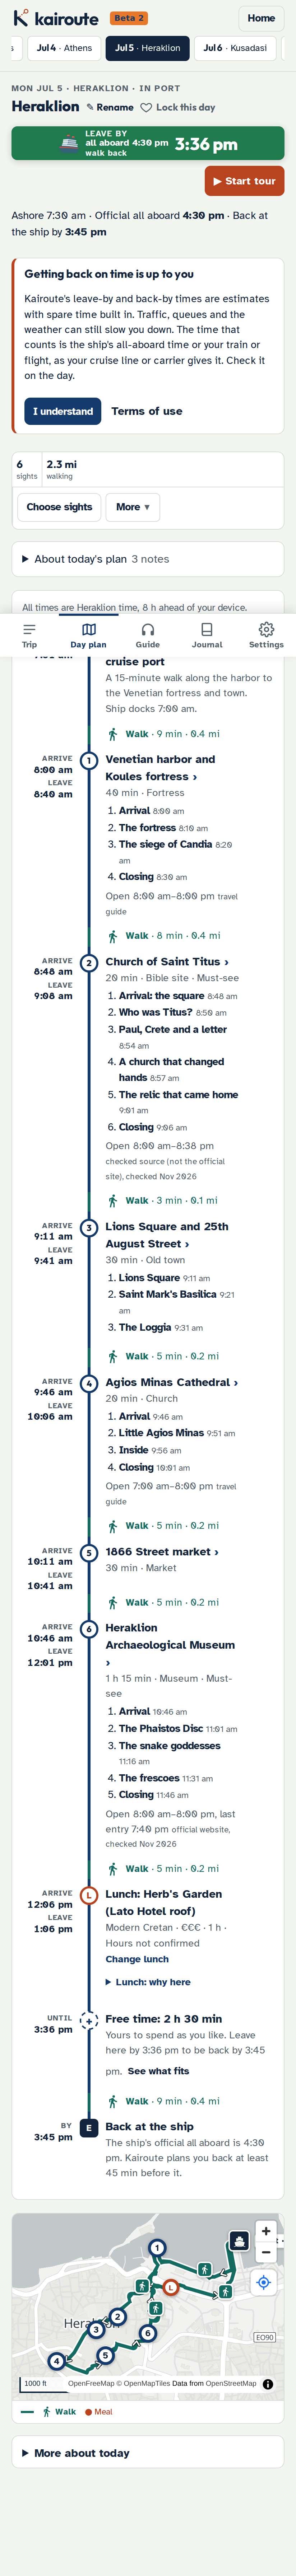 kairoute Beta 2 Home
s Jul 4 · Athens Jul 5 · Heraklion Jul 6 · Kusadasi
MON JUL 5 · HERAKLION · IN PORT
Heraklion ✎ Rename Lock this day
LEAVE BY
all aboard 4:30 pm 3:36 pm
walk back
▶ Start tour
Ashore 7:30 am · Official all aboard 4:30 pm · Back at
the ship by 3:45 pm
Getting back on time is up to you
Kairoute's leave-by and back-by times are estimates
with spare time built in. Traffic, queues and the
weather can still slow you down. The time that
counts is the ship's all-aboard time or your train or
flight, as your cruise line or carrier gives it. Check it
on the day.
I understand Terms of use
6 2.3 mi
sights walking
Choose sights More ▾
▶ About today's plan 3 notes
All times are Heraklion time, 8 h ahead of your device.
Trip Day plan Guide Journal Settings
cruise port
A 15-minute walk along the harbor to
the Venetian fortress and town.
Ship docks 7:00 am.
Walk · 9 min · 0.4 mi
ARRIVE
8:00 am
LEAVE
8:40 am
1 Venetian harbor and
Koules fortress ›
40 min · Fortress
1. Arrival 8:00 am
2. The fortress 8:10 am
3. The siege of Candia 8:20
am
4. Closing 8:30 am
Open 8:00 am–8:00 pm travel
guide
Walk · 8 min · 0.4 mi
ARRIVE
8:48 am
LEAVE
9:08 am
2 Church of Saint Titus ›
20 min · Bible site · Must-see
1. Arrival: the square 8:48 am
2. Who was Titus? 8:50 am
3. Paul, Crete and a letter
8:54 am
4. A church that changed
hands 8:57 am
5. The relic that came home
9:01 am
6. Closing 9:06 am
Open 8:00 am–8:38 pm
checked source (not the official
site), checked Nov 2026
Walk · 3 min · 0.1 mi
ARRIVE
9:11 am
LEAVE
9:41 am
3 Lions Square and 25th
August Street ›
30 min · Old town
1. Lions Square 9:11 am
2. Saint Mark's Basilica 9:21
am
3. The Loggia 9:31 am
Walk · 5 min · 0.2 mi
ARRIVE
9:46 am
LEAVE
10:06 am
4 Agios Minas Cathedral ›
20 min · Church
1. Arrival 9:46 am
2. Little Agios Minas 9:51 am
3. Inside 9:56 am
4. Closing 10:01 am
Open 7:00 am–8:00 pm travel
guide
Walk · 5 min · 0.2 mi
ARRIVE
10:11 am
LEAVE
10:41 am
5 1866 Street market ›
30 min · Market
Walk · 5 min · 0.2 mi
ARRIVE
10:46 am
LEAVE
12:01 pm
6 Heraklion
Archaeological Museum
›
1 h 15 min · Museum · Must-
see
1. Arrival 10:46 am
2. The Phaistos Disc 11:01 am
3. The snake goddesses
11:16 am
4. The frescoes 11:31 am
5. Closing 11:46 am
Open 8:00 am–8:00 pm, last
entry 7:40 pm official website,
checked Nov 2026
Walk · 5 min · 0.2 mi
ARRIVE
12:06 pm
LEAVE
1:06 pm
L Lunch: Herb's Garden
(Lato Hotel roof)
Modern Cretan · €€€ · 1 h ·
Hours not confirmed
Change lunch
▶ Lunch: why here
UNTIL
3:36 pm
+ Free time: 2 h 30 min
Yours to spend as you like. Leave
here by 3:36 pm to be back by 3:45
pm. See what fits
Walk · 9 min · 0.4 mi
BY
3:45 pm
E Back at the ship
The ship's official all aboard is 4:30
pm. Kairoute plans you back at least
45 min before it.
1 2 3 4 5 6 L
+
−
EO90
1000 ft OpenFreeMap © OpenMapTiles Data from OpenStreetMap
Walk Meal
▶ More about today